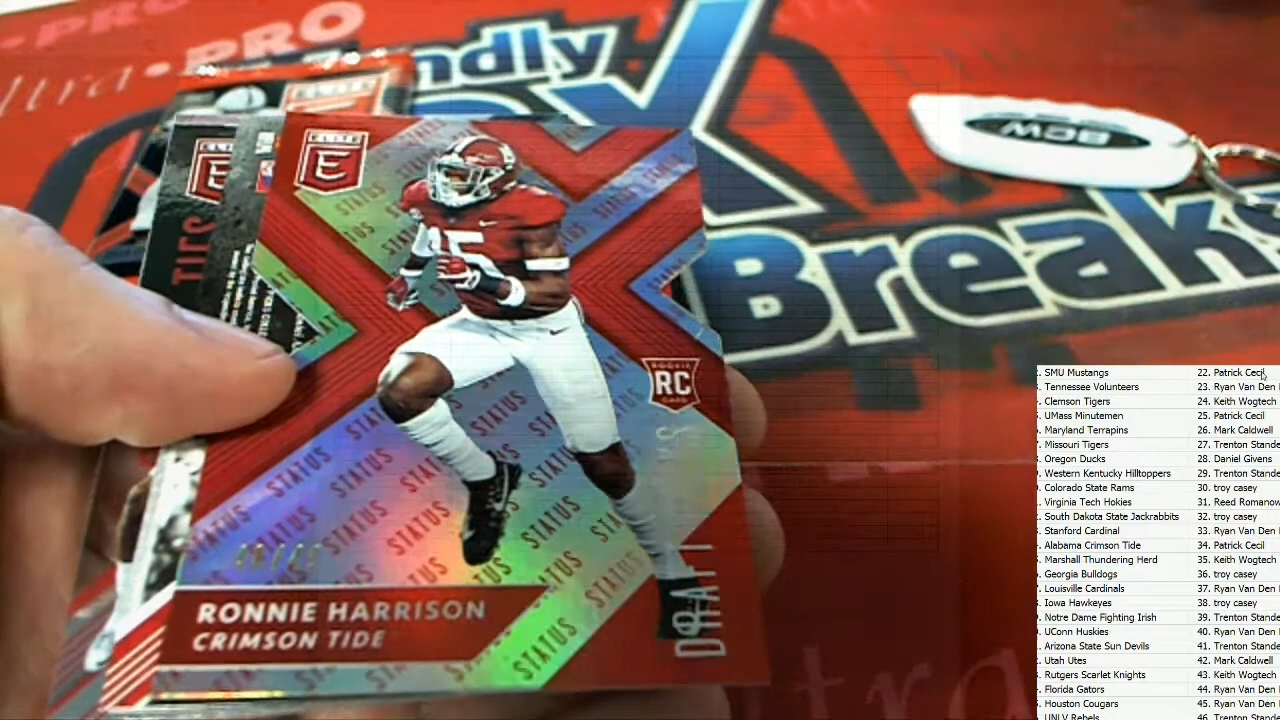 PRO
ltra • PRO
ndly
Breaks
BCW
ELITE
E
STATUS
15
ROOKIE
RC
CARD
DRAFT
RONNIE HARRISON
CRIMSON TIDE
TICS
SMU Mustangs 22. Patrick Cecil
Tennessee Volunteers 23. Ryan Van Den
Clemson Tigers 24. Keith Wogtech
UMass Minutemen 25. Patrick Cecil
Maryland Terrapins 26. Mark Caldwell
Missouri Tigers 27. Trenton Stande
Oregon Ducks 28. Daniel Givens
Western Kentucky Hilltoppers 29. Trenton Stande
Colorado State Rams 30. troy casey
Virginia Tech Hokies 31. Reed Romanow
South Dakota State Jackrabbits 32. troy casey
Stanford Cardinal 33. Ryan Van Den
Alabama Crimson Tide 34. Patrick Cecil
Marshall Thundering Herd 35. Keith Wogtech
Georgia Bulldogs 36. troy casey
Louisville Cardinals 37. Ryan Van Den
Iowa Hawkeyes 38. troy casey
Notre Dame Fighting Irish 39. Trenton Stande
UConn Huskies 40. Ryan Van Den
Arizona State Sun Devils 41. Trenton Stande
Utah Utes 42. Mark Caldwell
Rutgers Scarlet Knights 43. Keith Wogtech
Florida Gators 44. Ryan Van Den
Houston Cougars 45. Ryan Van Den
UNLV Rebels 46. Trenton Stande